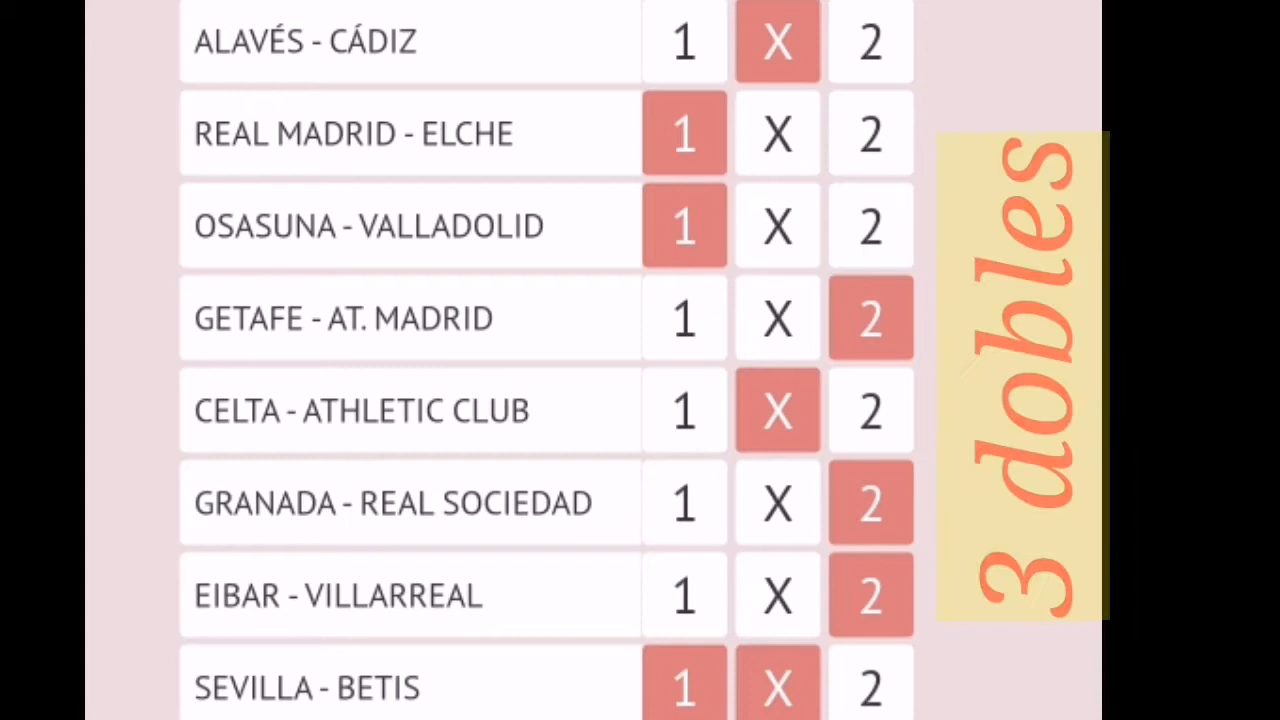 ALAVÉS - CÁDIZ 1 X 2
REAL MADRID - ELCHE 1 X 2
OSASUNA - VALLADOLID 1 X 2
GETAFE - AT. MADRID 1 X 2
CELTA - ATHLETIC CLUB 1 X 2
GRANADA - REAL SOCIEDAD 1 X 2
EIBAR - VILLARREAL 1 X 2
SEVILLA - BETIS 1 X 2
3 dobles